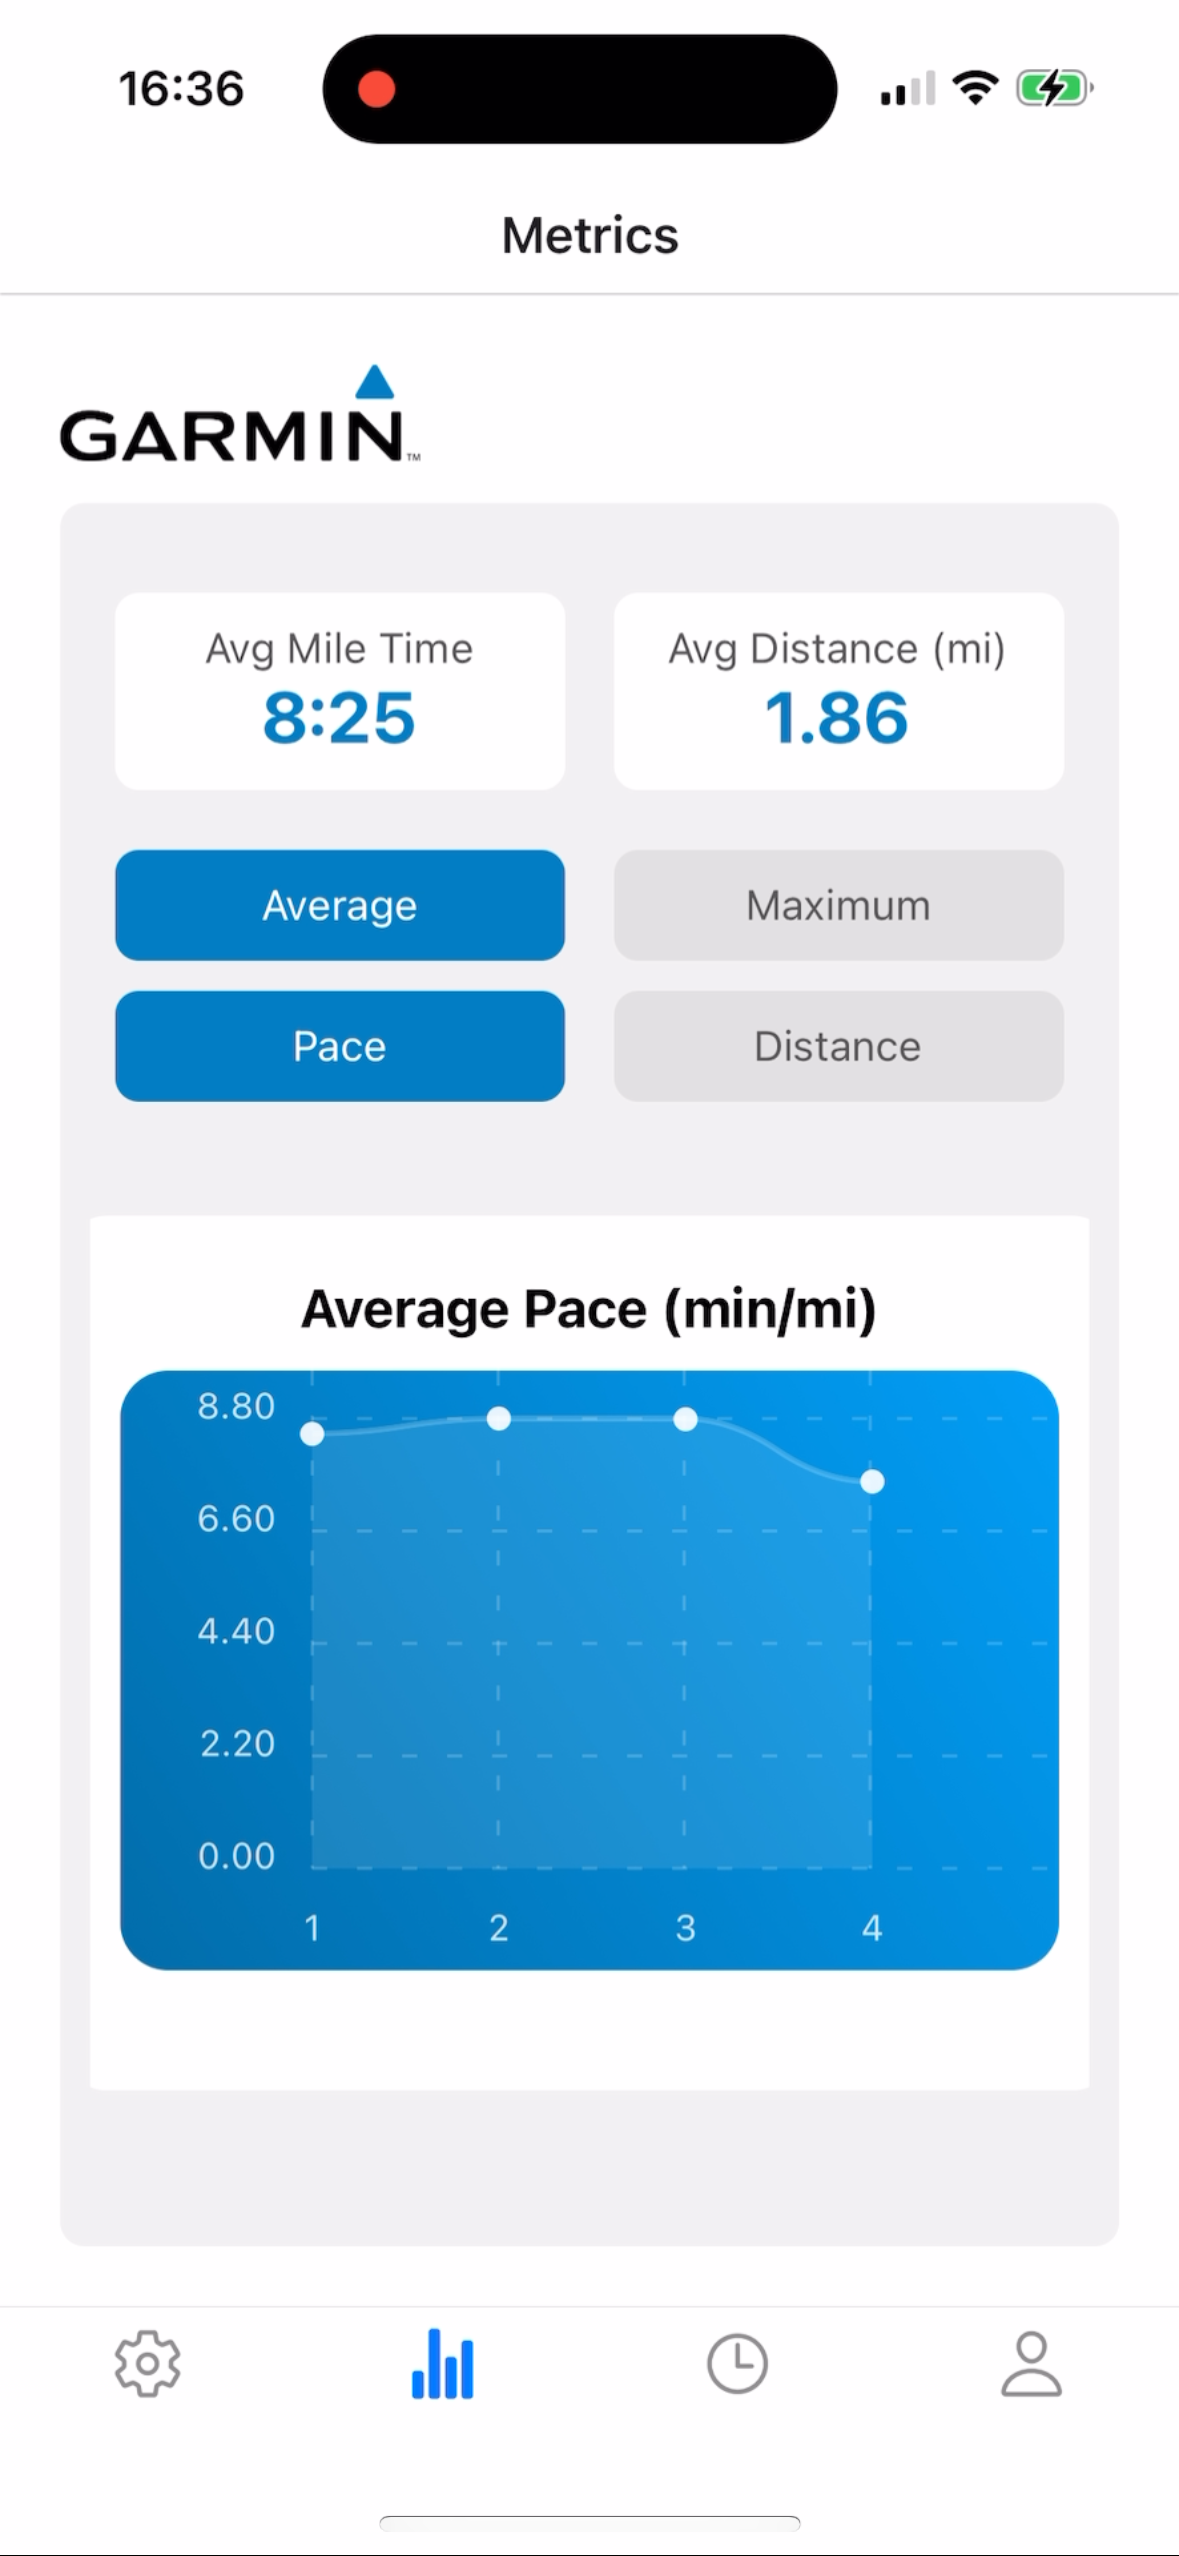 16:36
Metrics
GARMIN™
Avg Mile Time
8:25
Avg Distance (mi)
1.86
Average
Maximum
Pace
Distance
Average Pace (min/mi)
8.80
6.60
4.40
2.20
0.00
1 2 3 4